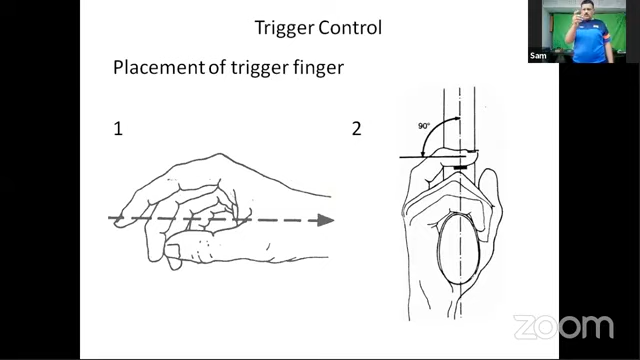 Trigger Control
Placement of trigger finger
1
2
90°
Sam
zoom